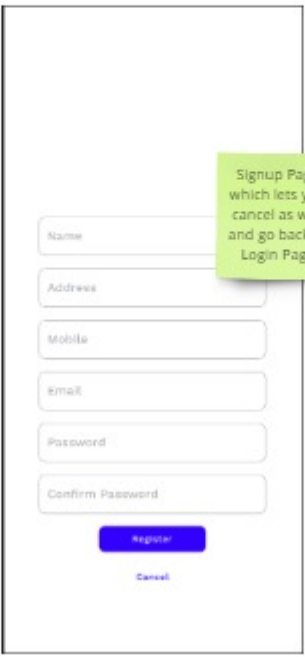 Signup Pa
which lets y
cancel as w
and go bac
Login Pag
Name
Address
Mobile
Email
Password
Confirm Password
Register
Cancel